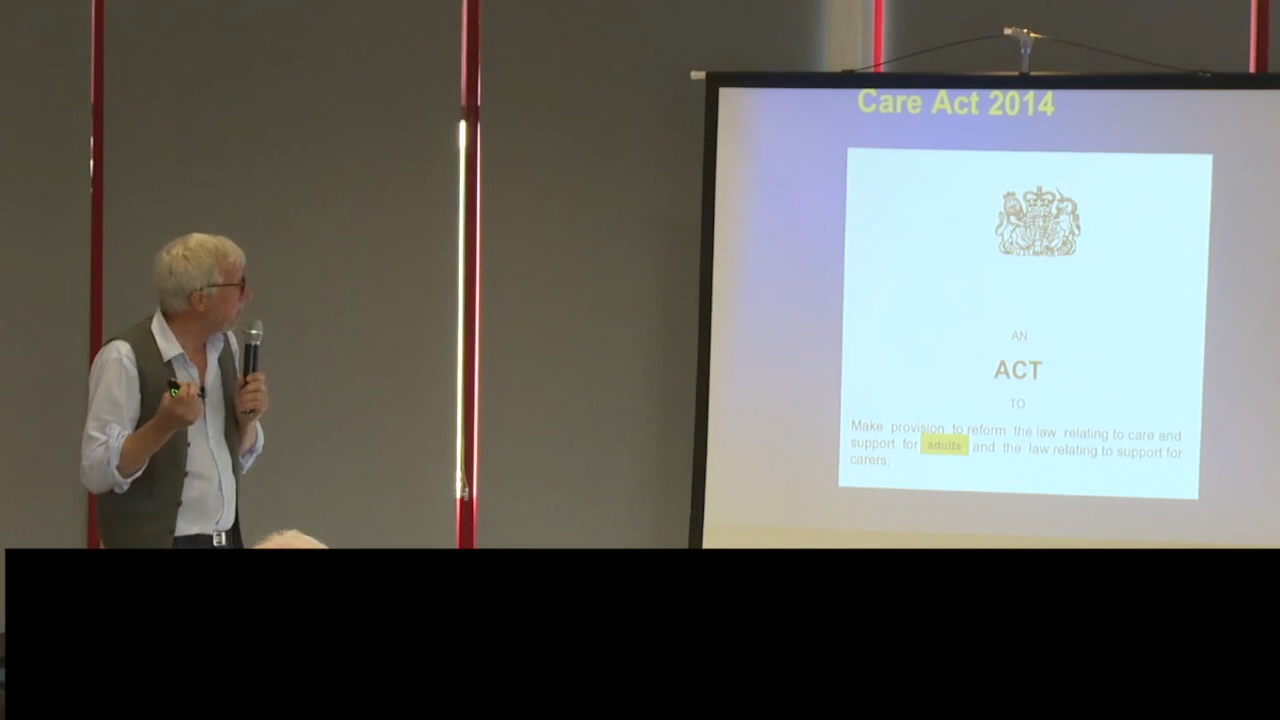 Care Act 2014
AN
ACT
TO
Make provision to reform the law relating to care and
support for adults and the law relating to support for
carers;